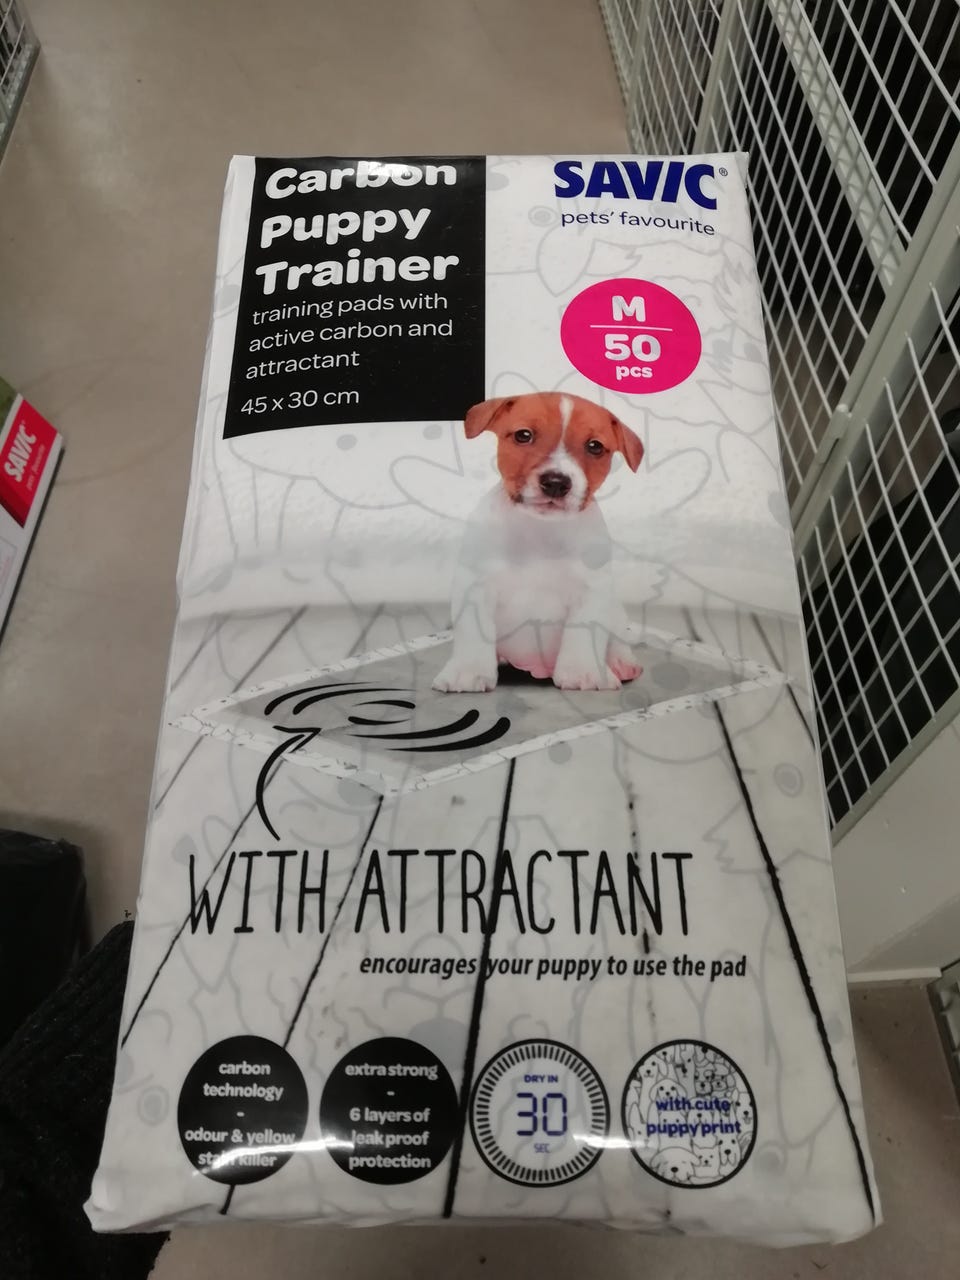 Carbon
Puppy
Trainer
training pads with
active carbon and
attractant
45 x 30 cm
SAVIC®
pets' favourite
M
50
pcs
SAVIC
WITH ATTRACTANT
encourages your puppy to use the pad
carbon
technology
-
odour & yellow
stain killer
extra strong
-
6 layers of
leak proof
protection
DRY IN
30
SEC
with cute
puppy print